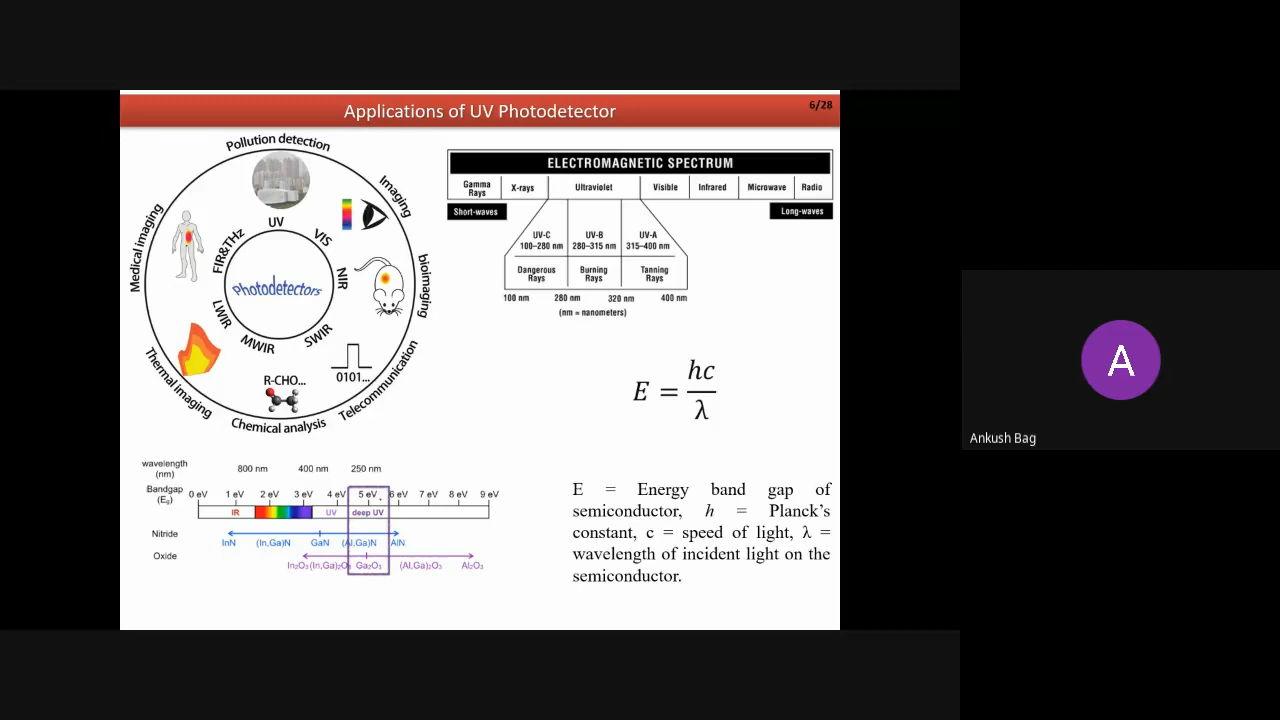 Applications of UV Photodetector
6/28
Pollution detection
Imaging
bioimaging
Telecommunication
Chemical analysis
Thermal imaging
Medical imaging
UV
VIS
NIR
SWIR
MWIR
LWIR
FIR&THz
Photodetectors
0101...
R-CHO...
ELECTROMAGNETIC SPECTRUM
Gamma Rays
X-rays
Ultraviolet
Visible
Infrared
Microwave
Radio
Short-waves
Long-waves
UV-C 100–280 nm
UV-B 280–315 nm
UV-A 315–400 nm
Dangerous Rays
Burning Rays
Tanning Rays
100 nm 280 nm 320 nm 400 nm
(nm = nanometers)
E = hc/λ
wavelength (nm) 800 nm 400 nm 250 nm
Bandgap (Eg) 0 eV 1 eV 2 eV 3 eV 4 eV 5 eV 6 eV 7 eV 8 eV 9 eV
IR UV deep UV
Nitride
InN (In,Ga)N GaN (Al,Ga)N AlN
Oxide
In₂O₃ (In,Ga)₂O₃ Ga₂O₃ (Al,Ga)₂O₃ Al₂O₃
E = Energy band gap of
semiconductor, h = Planck's
constant, c = speed of light, λ =
wavelength of incident light on the
semiconductor.
A
Ankush Bag